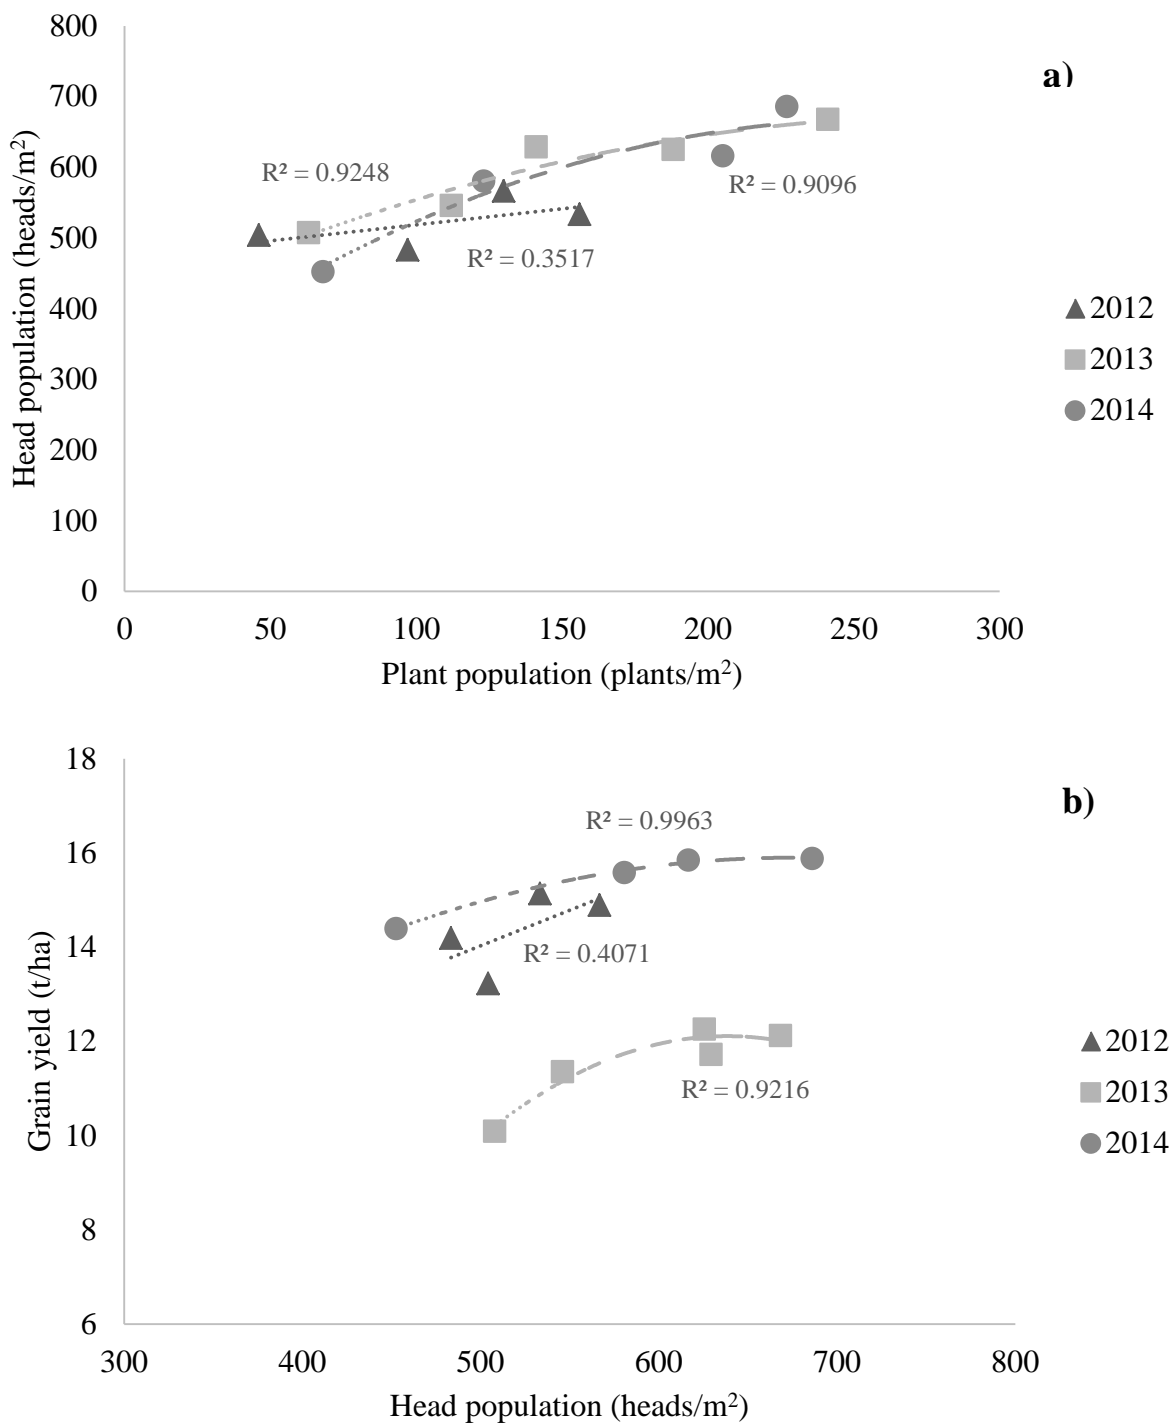 800
700
600
500
400
300
200
100
0
Head population (heads/m²)
a)
R² = 0.9248
R² = 0.9096
R² = 0.3517
2012
2013
2014
0 50 100 150 200 250 300
Plant population (plants/m²)
18
16
14
12
10
8
6
Grain yield (t/ha)
b)
R² = 0.9963
R² = 0.4071
R² = 0.9216
2012
2013
2014
300 400 500 600 700 800
Head population (heads/m²)